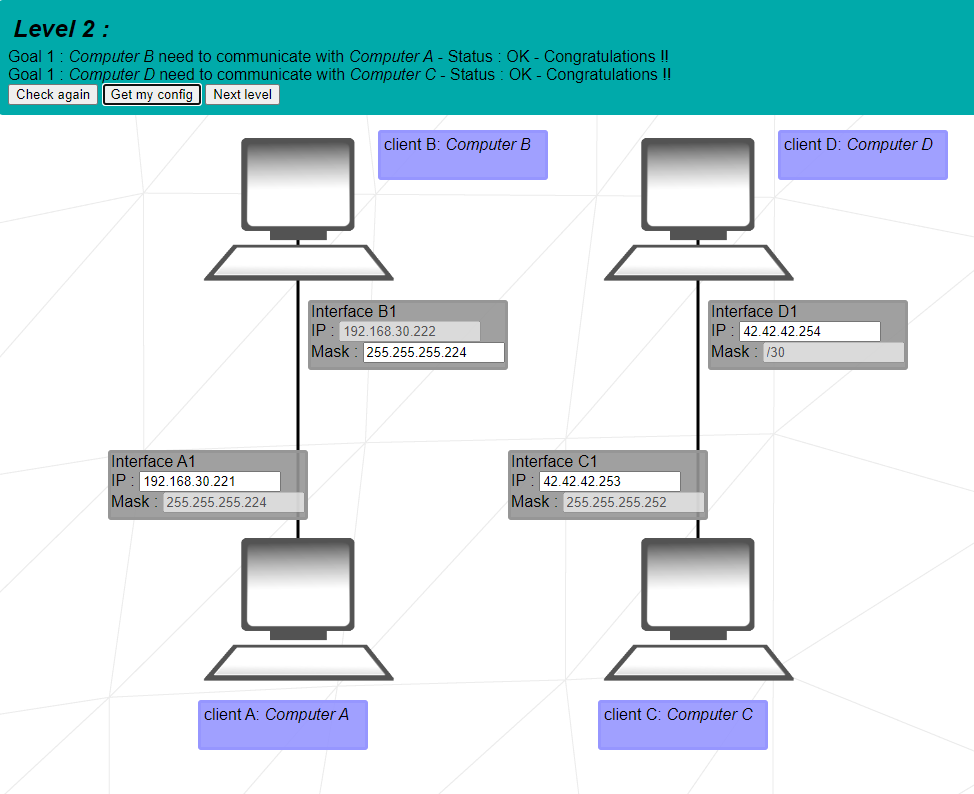 Level 2 :
Goal 1 : Computer B need to communicate with Computer A - Status : OK - Congratulations !!
Goal 1 : Computer D need to communicate with Computer C - Status : OK - Congratulations !!
Check again Get my config Next level
client B: Computer B
client D: Computer D
Interface B1
IP : 192.168.30.222
Mask : 255.255.255.224
Interface D1
IP : 42.42.42.254
Mask : /30
Interface A1
IP : 192.168.30.221
Mask : 255.255.255.224
Interface C1
IP : 42.42.42.253
Mask : 255.255.255.252
client A: Computer A
client C: Computer C